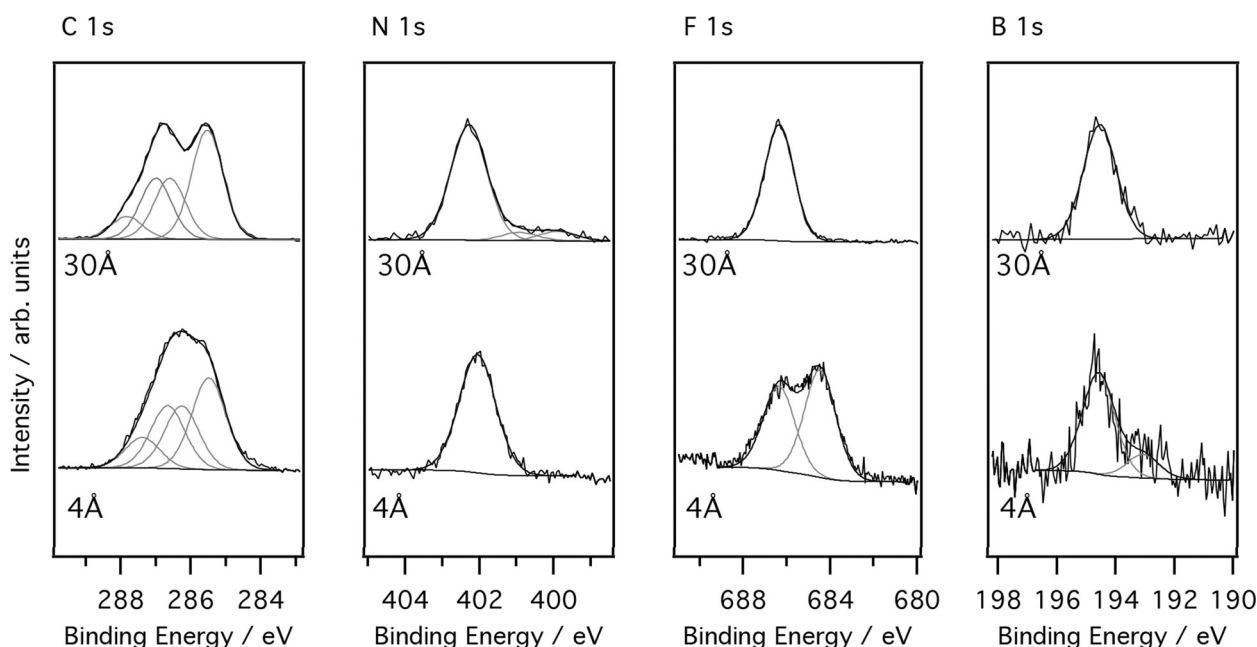 C 1s
N 1s
F 1s
B 1s
Intensity / arb. units
30Å
30Å
30Å
30Å
4Å
4Å
4Å
4Å
288 286 284
404 402 400
688 684 680
198 196 194 192 190
Binding Energy / eV
Binding Energy / eV
Binding Energy / eV
Binding Energy / eV